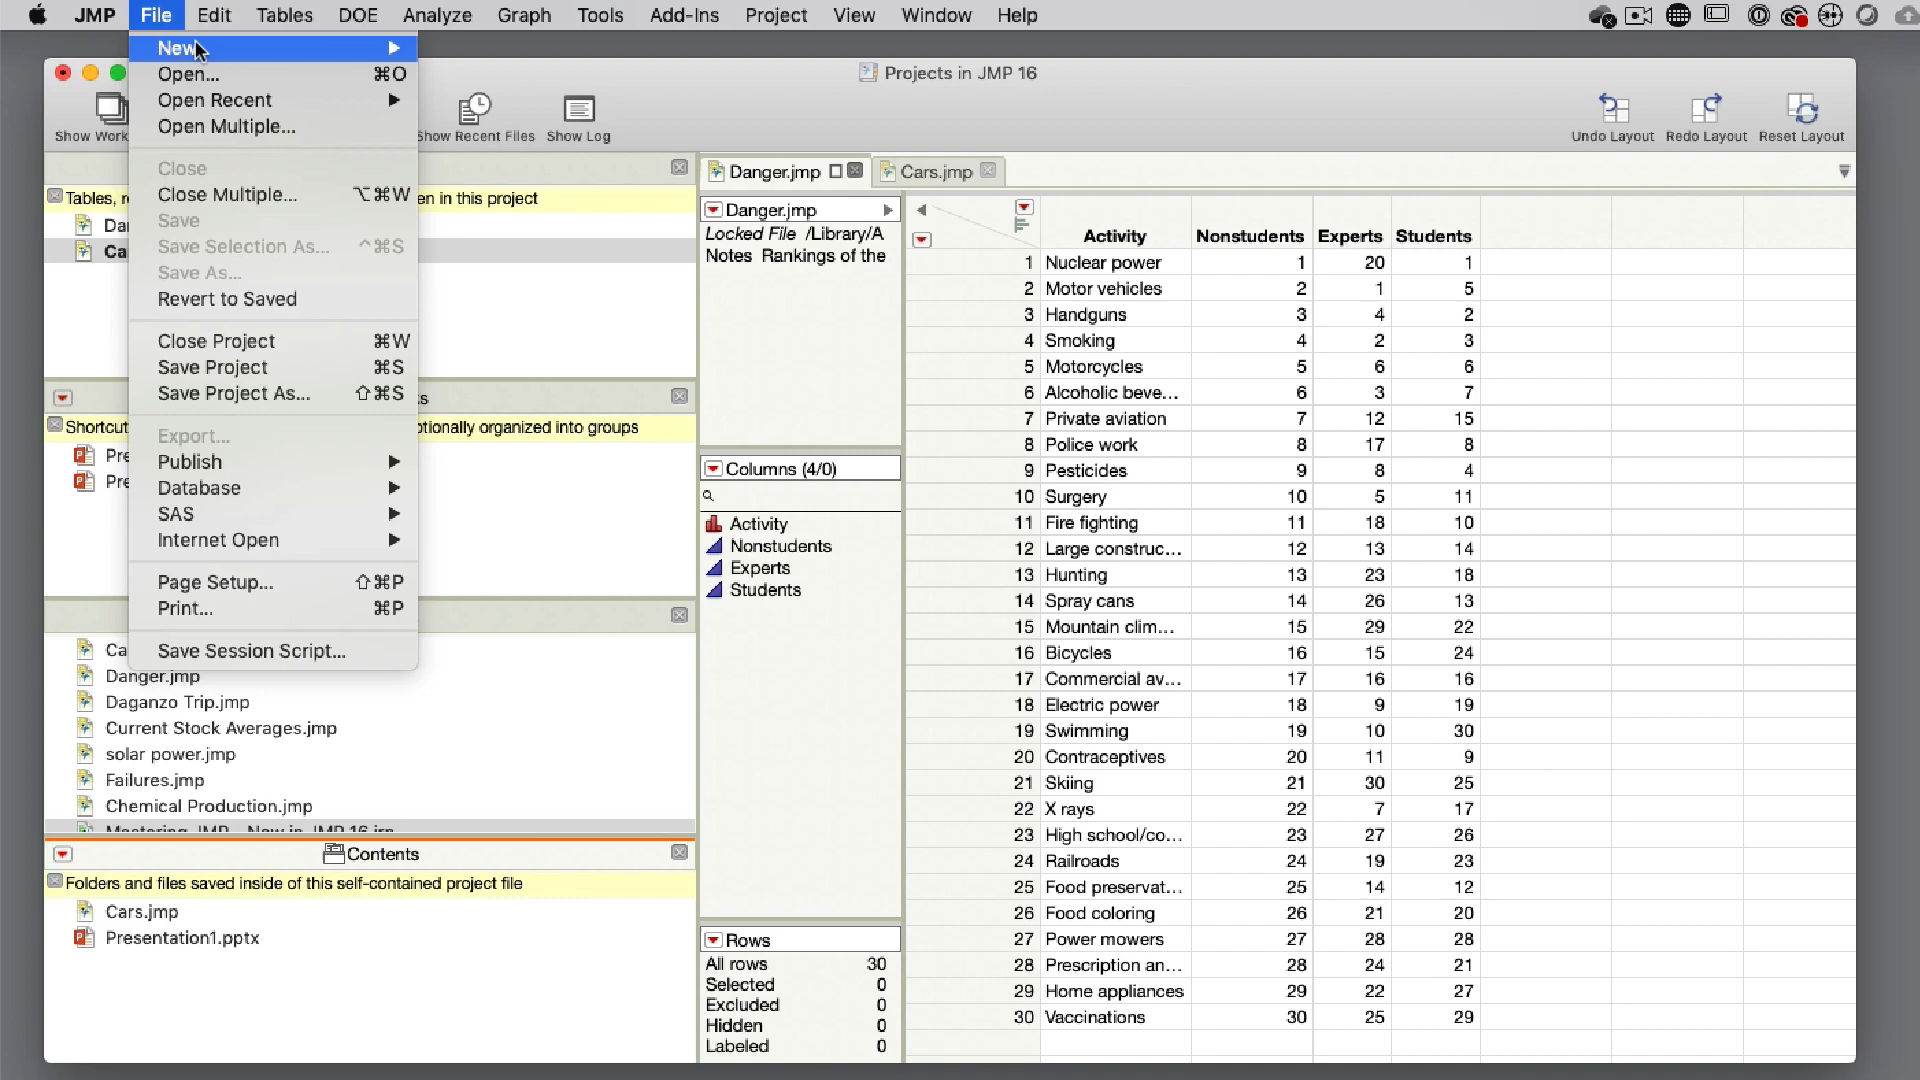 JMP File Edit Tables DOE Analyze Graph Tools Add-Ins Project View Window Help
New
Open... ⌘O
Open Recent
Open Multiple...
Close
Close Multiple... ⌥⌘W
Save
Save Selection As... ^⌘S
Save As...
Revert to Saved
Close Project ⌘W
Save Project ⌘S
Save Project As... ⇧⌘S
Export...
Publish
Database
SAS
Internet Open
Page Setup... ⇧⌘P
Print... ⌘P
Save Session Script...
Projects in JMP 16
Show Work
Show Recent Files
Show Log
Undo Layout
Redo Layout
Reset Layout
Tables, r
en in this project
Da
Ca
s
Shortcut
ptionally organized into groups
Pre
Pre
Ca
Danger.jmp
Daganzo Trip.jmp
Current Stock Averages.jmp
solar power.jmp
Failures.jmp
Chemical Production.jmp
Contents
Folders and files saved inside of this self-contained project file
Cars.jmp
Presentation1.pptx
Danger.jmp
Cars.jmp
Danger.jmp
Locked File /Library/A
Notes Rankings of the
Columns (4/0)
Activity
Nonstudents
Experts
Students
Rows
All rows 30
Selected 0
Excluded 0
Hidden 0
Labeled 0
Activity Nonstudents Experts Students
1 Nuclear power 1 20 1
2 Motor vehicles 2 1 5
3 Handguns 3 4 2
4 Smoking 4 2 3
5 Motorcycles 5 6 6
6 Alcoholic beve... 6 3 7
7 Private aviation 7 12 15
8 Police work 8 17 8
9 Pesticides 9 8 4
10 Surgery 10 5 11
11 Fire fighting 11 18 10
12 Large construc... 12 13 14
13 Hunting 13 23 18
14 Spray cans 14 26 13
15 Mountain clim... 15 29 22
16 Bicycles 16 15 24
17 Commercial av... 17 16 16
18 Electric power 18 9 19
19 Swimming 19 10 30
20 Contraceptives 20 11 9
21 Skiing 21 30 25
22 X rays 22 7 17
23 High school/co... 23 27 26
24 Railroads 24 19 23
25 Food preservat... 25 14 12
26 Food coloring 26 21 20
27 Power mowers 27 28 28
28 Prescription an... 28 24 21
29 Home appliances 29 22 27
30 Vaccinations 30 25 29